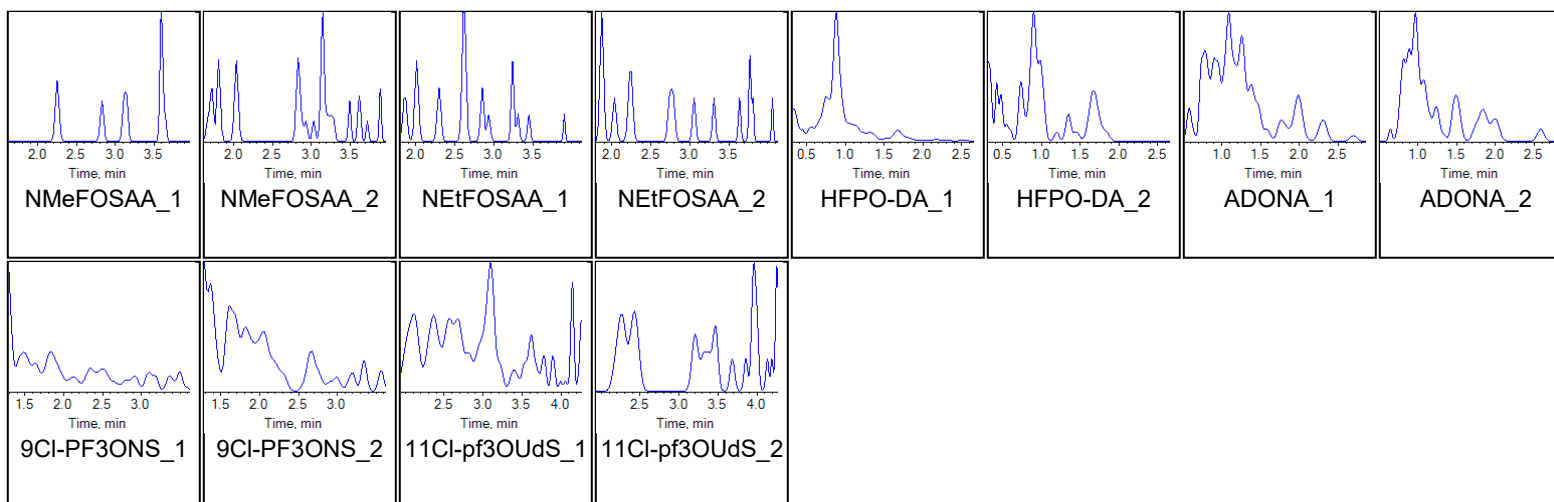 2.0 2.5 3.0 3.5
Time, min
NMeFOSAA_1
2.0 2.5 3.0 3.5
Time, min
NMeFOSAA_2
2.0 2.5 3.0 3.5
Time, min
NEtFOSAA_1
2.0 2.5 3.0 3.5
Time, min
NEtFOSAA_2
0.5 1.0 1.5 2.0 2.5
Time, min
HFPO-DA_1
0.5 1.0 1.5 2.0 2.5
Time, min
HFPO-DA_2
1.0 1.5 2.0 2.5
Time, min
ADONA_1
1.0 1.5 2.0 2.5
Time, min
ADONA_2
1.5 2.0 2.5 3.0
Time, min
9Cl-PF3ONS_1
1.5 2.0 2.5 3.0
Time, min
9Cl-PF3ONS_2
2.5 3.0 3.5 4.0
Time, min
11Cl-pf3OUdS_1
2.5 3.0 3.5 4.0
Time, min
11Cl-pf3OUdS_2